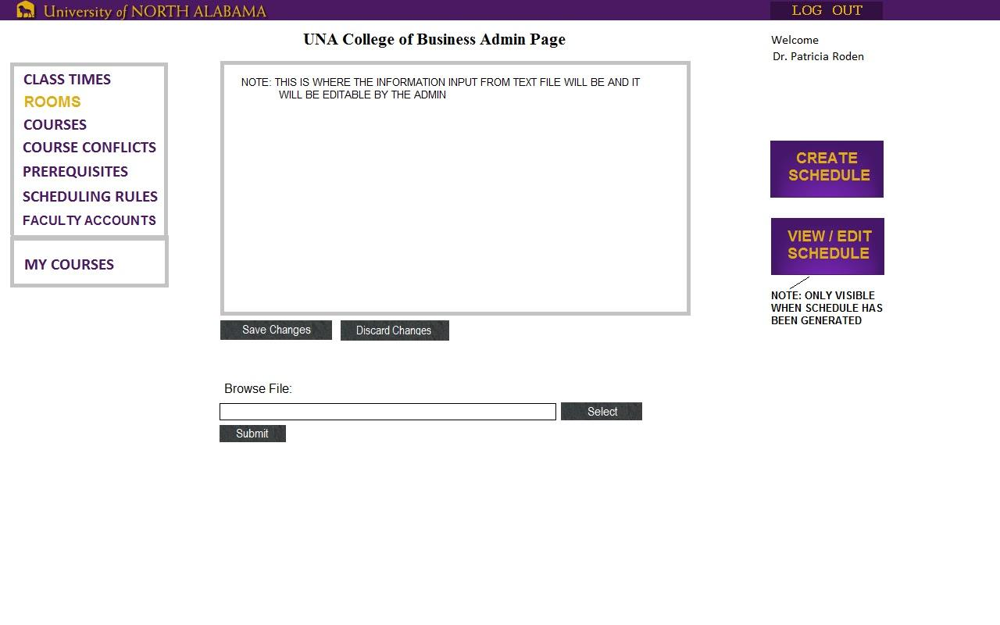 University of NORTH ALABAMA
LOG OUT
UNA College of Business Admin Page
Welcome
Dr. Patricia Roden
CLASS TIMES
ROOMS
COURSES
COURSE CONFLICTS
PREREQUISITES
SCHEDULING RULES
FACULTY ACCOUNTS
MY COURSES
NOTE: THIS IS WHERE THE INFORMATION INPUT FROM TEXT FILE WILL BE AND IT
WILL BE EDITABLE BY THE ADMIN
Save Changes
Discard Changes
Browse File:
Select
Submit
CREATE
SCHEDULE
VIEW / EDIT
SCHEDULE
NOTE: ONLY VISIBLE
WHEN SCHEDULE HAS
BEEN GENERATED